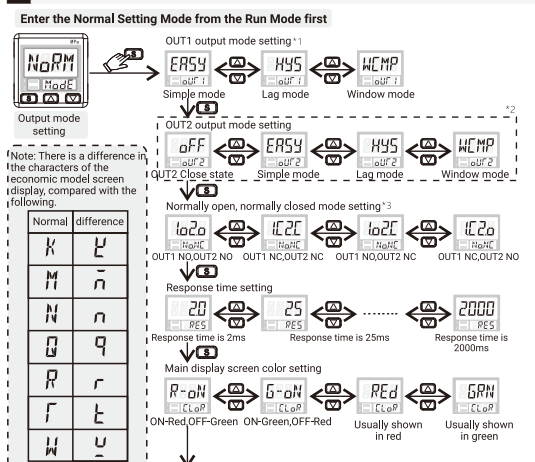 Enter the Normal Setting Mode from the Run Mode first
MPa
NoRM
ModE
S
Output mode
setting
S
OUT1 output mode setting*1
EASY
oUT1
Simple mode
HYS
oUT1
Lag mode
WCMP
oUT1
Window mode
S
*2
OUT2 output mode setting
oFF
oUT2
OUT2 Close state
EASY
oUT2
Simple mode
HYS
oUT2
Lag mode
WCMP
oUT2
Window mode
S
Normally open, normally closed mode setting*3
1o2o
NoNC
OUT1 NO,OUT2 NO
1C2C
NoNC
OUT1 NC,OUT2 NC
1o2C
NoNC
OUT1 NO,OUT2 NC
1C2o
NoNC
OUT1 NC,OUT2 NO
S
Response time setting
2.0
RES
Response time is 2ms
25
RES
Response time is 25ms
........
2000
RES
Response time is
2000ms
S
Main display screen color setting
R-oN
CLoR
ON-Red,OFF-Green
G-oN
CLoR
ON-Green,OFF-Red
REd
CLoR
Usually shown
in red
GRN
CLoR
Usually shown
in green
Note: There is a difference in
the characters of the
economic model screen
display, compared with the
following.
Normal difference
K
M
N n
Q q
R r
T t
W